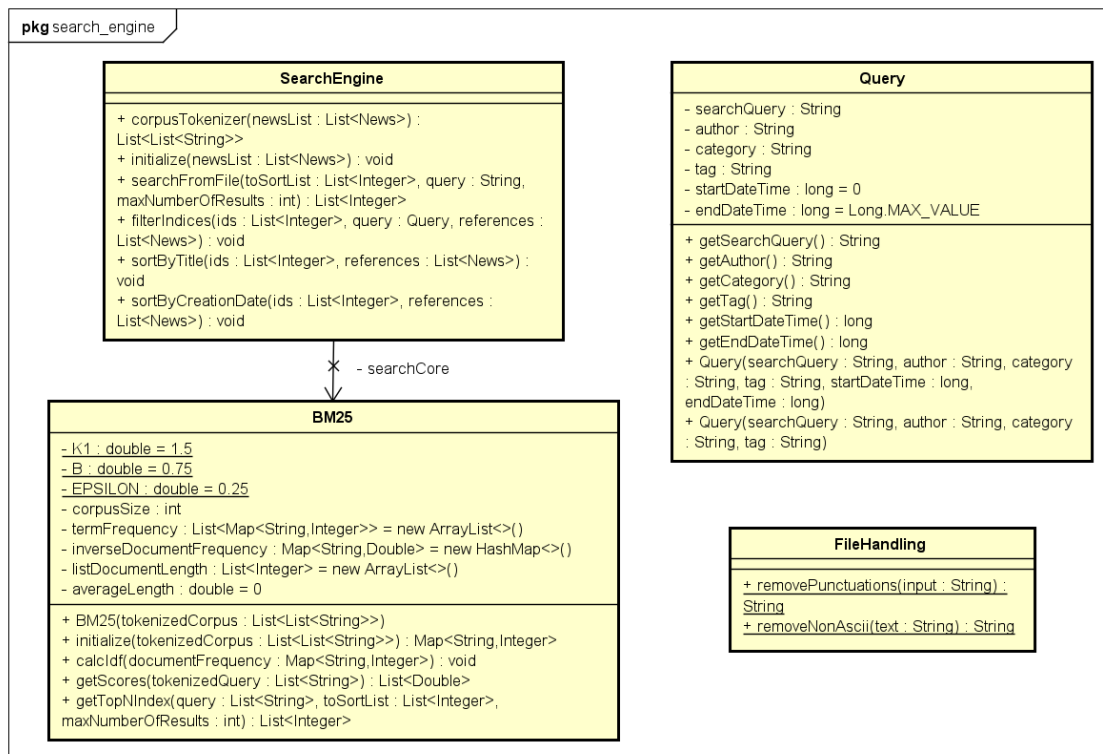 pkg search_engine
SearchEngine
+ corpusTokenizer(newsList : List<News>) :
List<List<String>>
+ initialize(newsList : List<News>) : void
+ searchFromFile(toSortList : List<Integer>, query : String,
maxNumberOfResults : int) : List<Integer>
+ filterIndices(ids : List<Integer>, query : Query, references :
List<News>) : void
+ sortByTitle(ids : List<Integer>, references : List<News>) :
void
+ sortByCreationDate(ids : List<Integer>, references :
List<News>) : void
- searchCore
BM25
- K1 : double = 1.5
- B : double = 0.75
- EPSILON : double = 0.25
- corpusSize : int
- termFrequency : List<Map<String,Integer>> = new ArrayList<>()
- inverseDocumentFrequency : Map<String,Double> = new HashMap<>()
- listDocumentLength : List<Integer> = new ArrayList<>()
- averageLength : double = 0
+ BM25(tokenizedCorpus : List<List<String>>)
+ initialize(tokenizedCorpus : List<List<String>>) : Map<String,Integer>
+ calcIdf(documentFrequency : Map<String,Integer>) : void
+ getScores(tokenizedQuery : List<String>) : List<Double>
+ getTopNIndex(query : List<String>, toSortList : List<Integer>,
maxNumberOfResults : int) : List<Integer>
Query
- searchQuery : String
- author : String
- category : String
- tag : String
- startDateTime : long = 0
- endDateTime : long = Long.MAX_VALUE
+ getSearchQuery() : String
+ getAuthor() : String
+ getCategory() : String
+ getTag() : String
+ getStartDateTime() : long
+ getEndDateTime() : long
+ Query(searchQuery : String, author : String, category
: String, tag : String, startDateTime : long,
endDateTime : long)
+ Query(searchQuery : String, author : String, category
: String, tag : String)
FileHandling
+ removePunctuations(input : String) :
String
+ removeNonAscii(text : String) : String